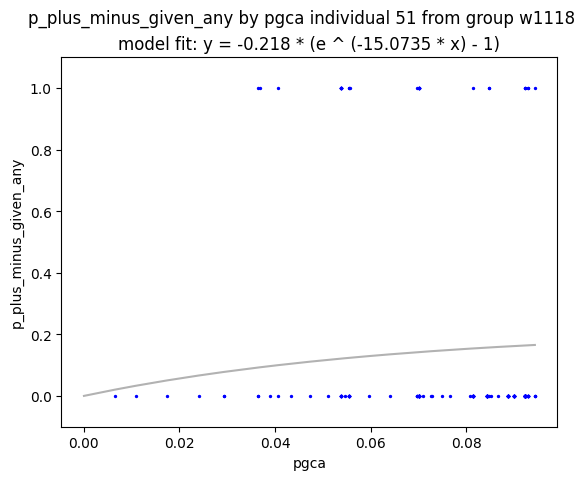 p_plus_minus_given_any by pgca individual 51 from group w1118
model fit: y = -0.218 * (e ^ (-15.0735 * x) - 1)
p_plus_minus_given_any
1.0
0.8
0.6
0.4
0.2
0.0
0.00 0.02 0.04 0.06 0.08
pgca